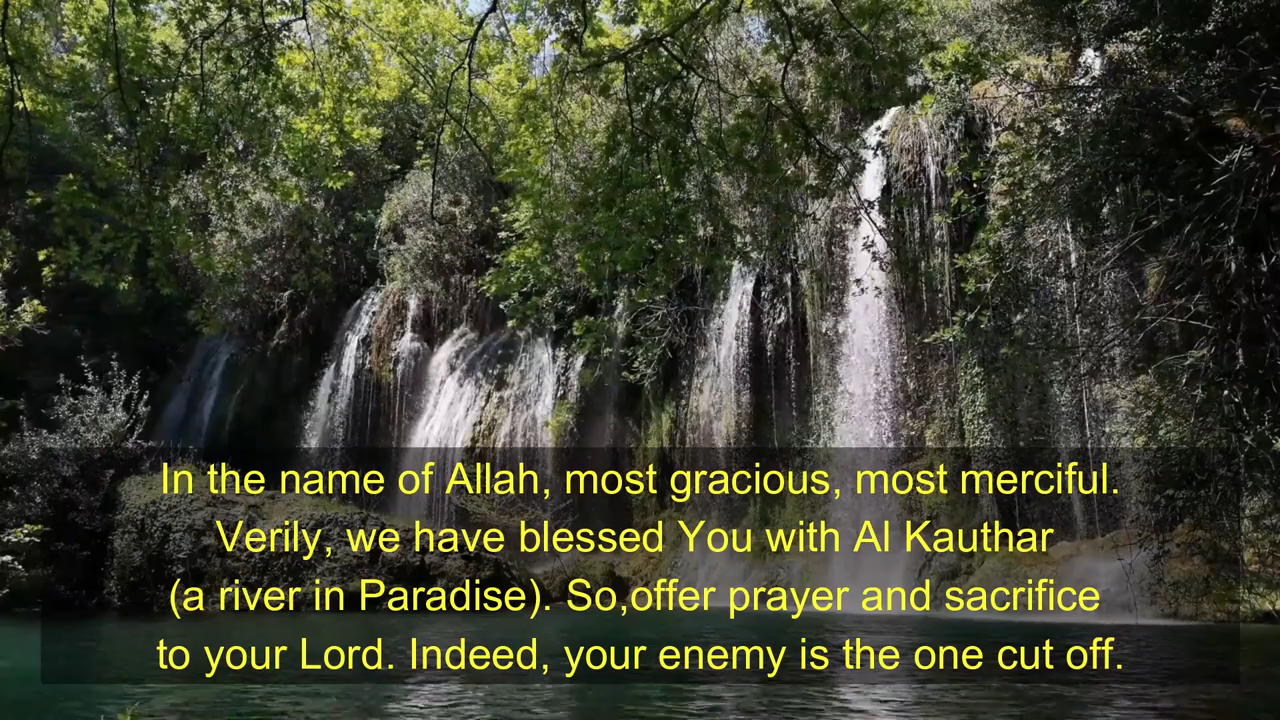 In the name of Allah, most gracious, most merciful.
Verily, we have blessed You with Al Kauthar
(a river in Paradise). So,offer prayer and sacrifice
to your Lord. Indeed, your enemy is the one cut off.